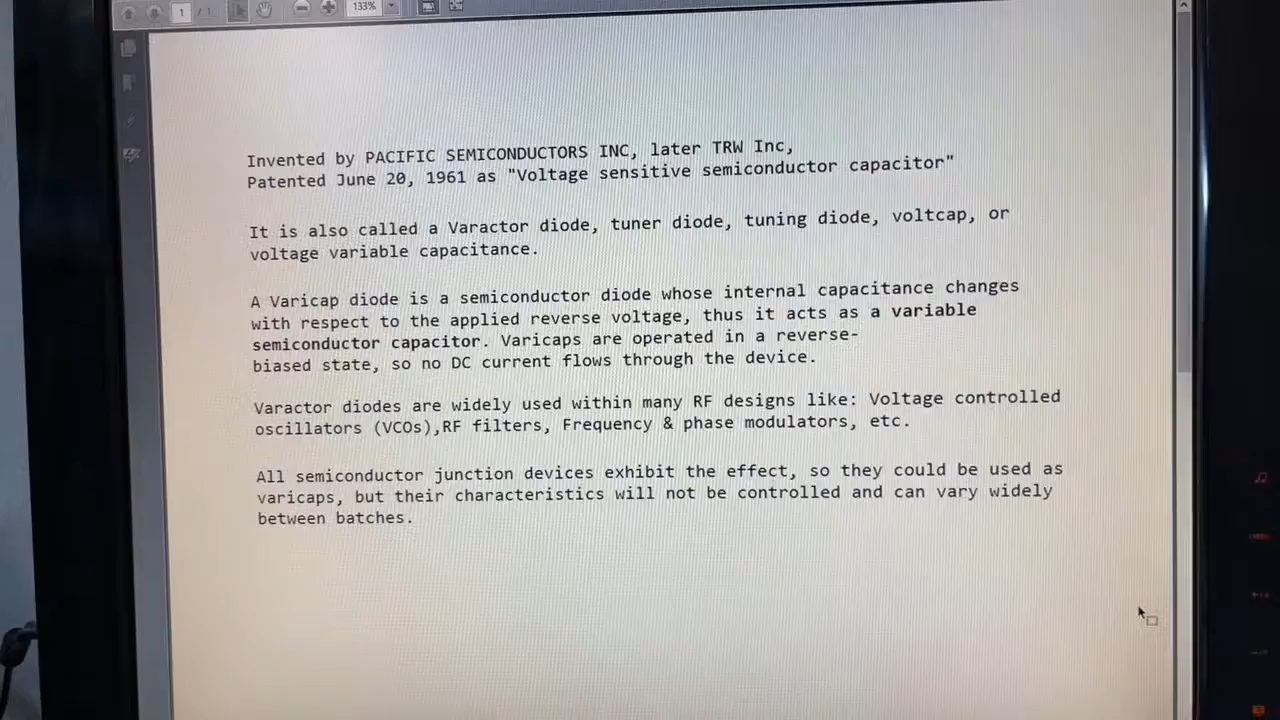 1 / 1
133%
Invented by PACIFIC SEMICONDUCTORS INC, later TRW Inc,
Patented June 20, 1961 as "Voltage sensitive semiconductor capacitor"
It is also called a Varactor diode, tuner diode, tuning diode, voltcap, or
voltage variable capacitance.
A Varicap diode is a semiconductor diode whose internal capacitance changes
with respect to the applied reverse voltage, thus it acts as a variable
semiconductor capacitor. Varicaps are operated in a reverse-
biased state, so no DC current flows through the device.
Varactor diodes are widely used within many RF designs like: Voltage controlled
oscillators (VCOs),RF filters, Frequency & phase modulators, etc.
All semiconductor junction devices exhibit the effect, so they could be used as
varicaps, but their characteristics will not be controlled and can vary widely
between batches.